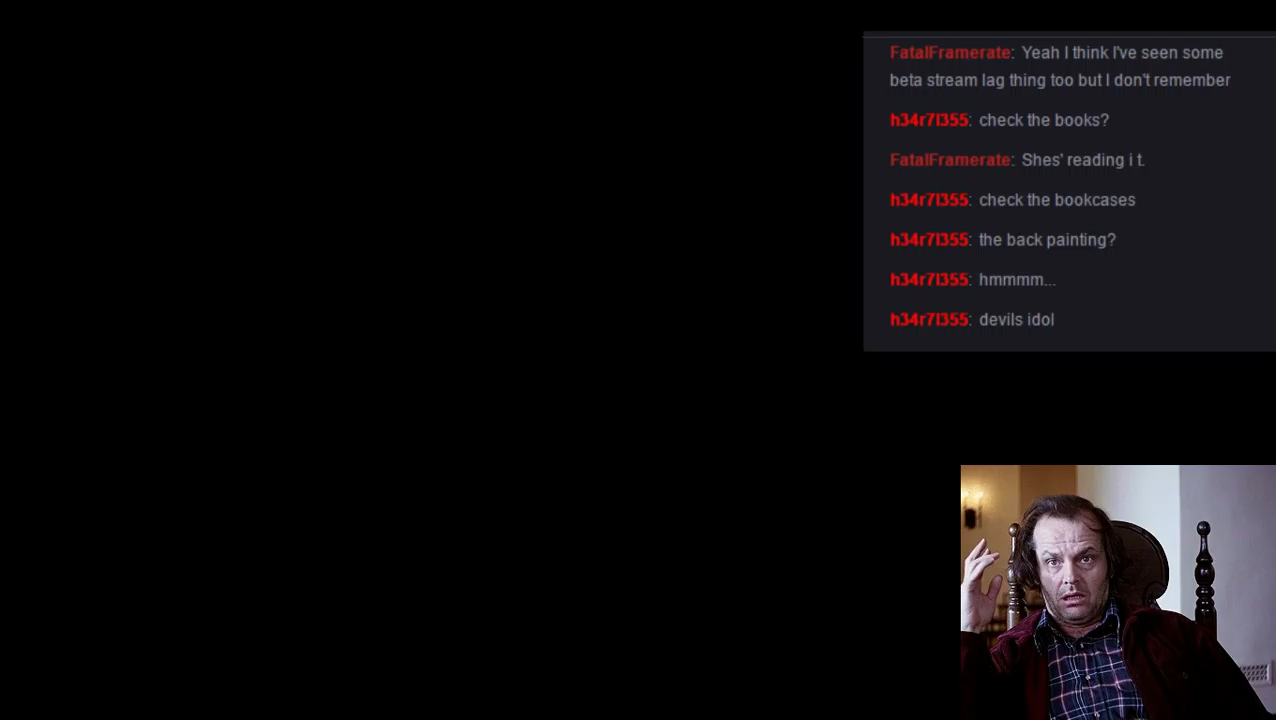 FatalFramerate: Yeah I think I've seen some
beta stream lag thing too but I don't remember
h34r7l355: check the books?
FatalFramerate: Shes' reading i t.
h34r7l355: check the bookcases
h34r7l355: the back painting?
h34r7l355: hmmmm...
h34r7l355: devils idol